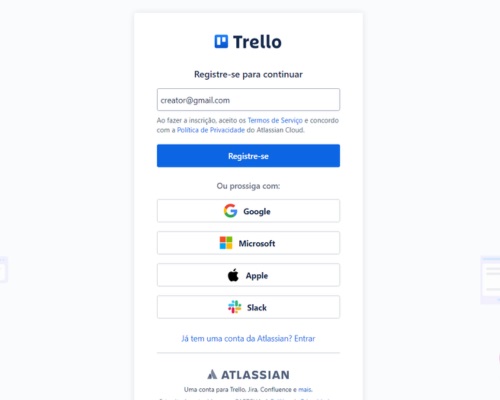 Trello
Registre-se para continuar
creator@gmail.com
Ao fazer a inscrição, aceito os Termos de Serviço e concordo
com a Política de Privacidade do Atlassian Cloud.
Registre-se
Ou prossiga com:
Google
Microsoft
Apple
Slack
Já tem uma conta da Atlassian? Entrar
ATLASSIAN
Uma conta para Trello, Jira, Confluence e mais.